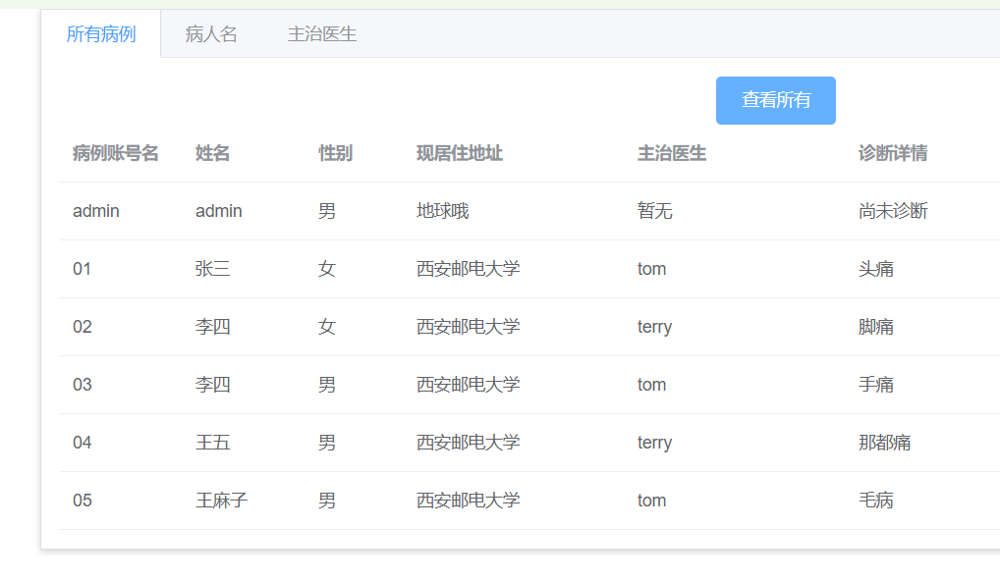 所有病例 病人名 主治医生
查看所有
病例账号名 姓名 性别 现居住地址 主治医生 诊断详情
admin admin 男 地球哦 暂无 尚未诊断
01 张三 女 西安邮电大学 tom 头痛
02 李四 女 西安邮电大学 terry 脚痛
03 李四 男 西安邮电大学 tom 手痛
04 王五 男 西安邮电大学 terry 那都痛
05 王麻子 男 西安邮电大学 tom 毛病